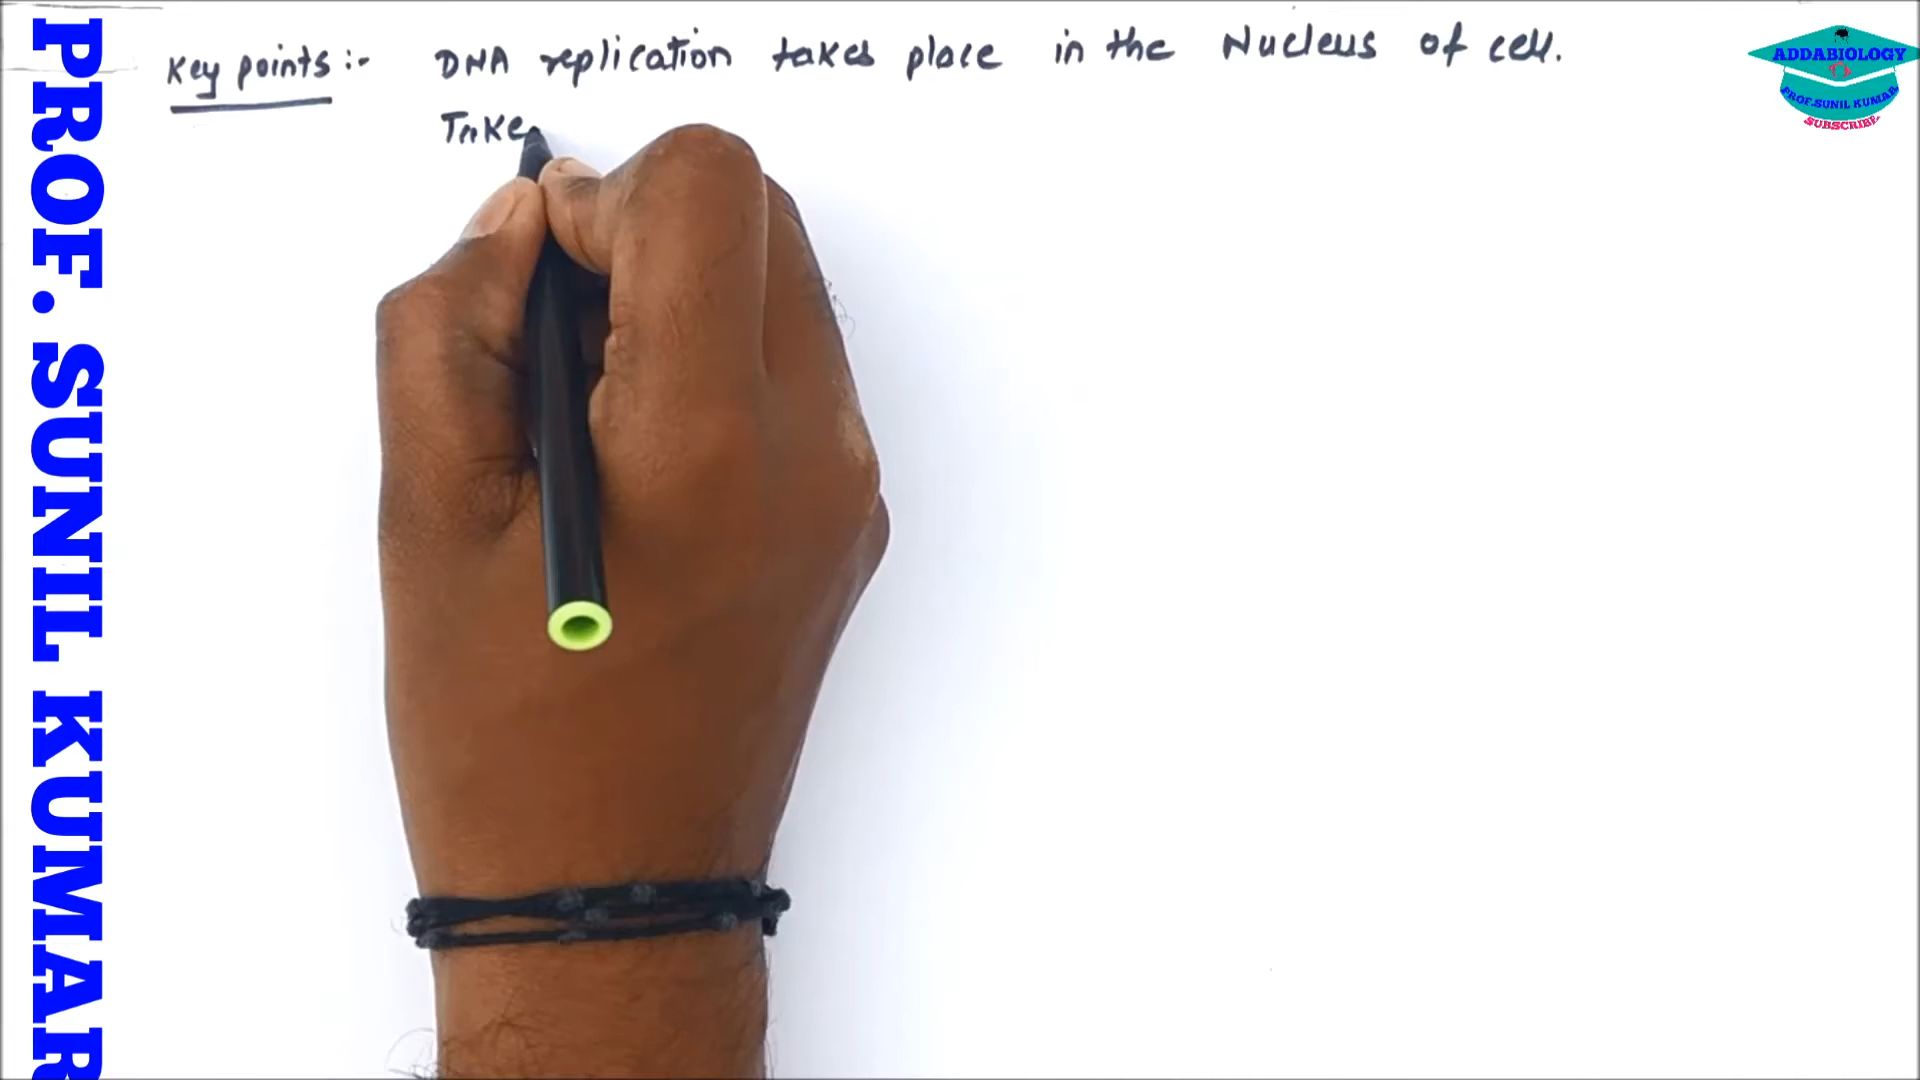 PROF. SUNIL KUMAR
Key points :- DNA replication takes place in the Nucleus of cell.
Take
ADDABIOLOGY
PROF.SUNIL KUMAR
SUBSCRIBE